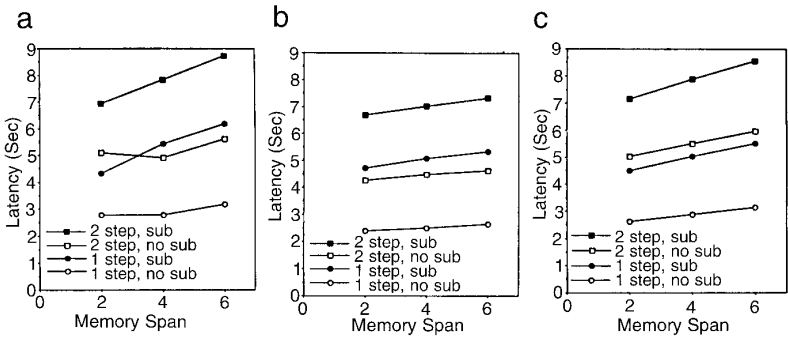 a
9
8
7
6
5
4
3
2
1
0
Latency (Sec)
2 step, sub
2 step, no sub
1 step, sub
1 step, no sub
0 2 4 6
Memory Span
b
9
8
7
6
5
4
3
2
1
0
Latency (Sec)
2 step, sub
2 step, no sub
1 step, sub
1 step, no sub
0 2 4 6
Memory Span
c
9
8
7
6
5
4
3
2
1
0
Latency (Sec)
2 step, sub
2 step, no sub
1 step, sub
1 step, no sub
0 2 4 6
Memory Span